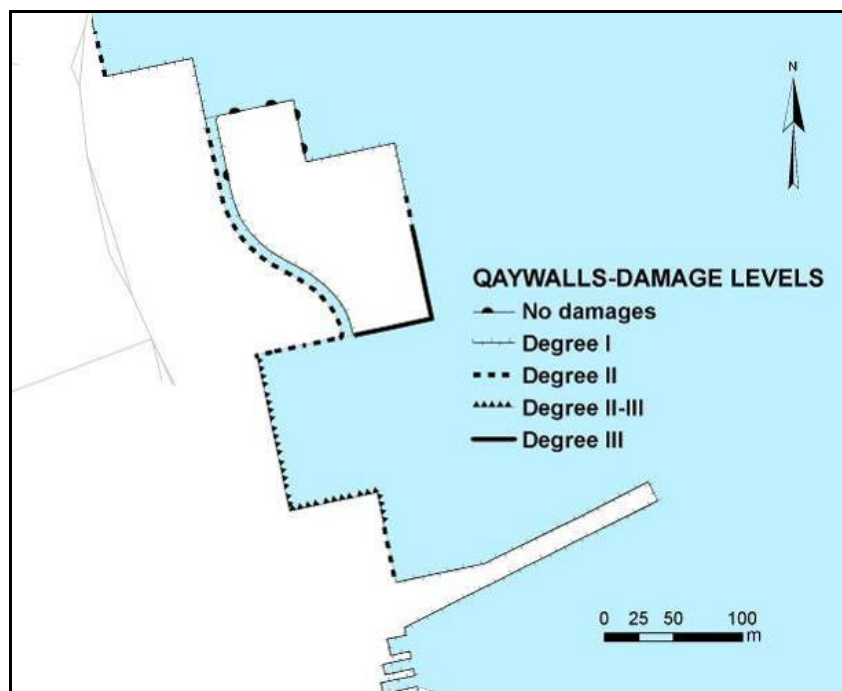 N
QAYWALLS-DAMAGE LEVELS
No damages
Degree I
Degree II
Degree II-III
Degree III
0 25 50 100
m